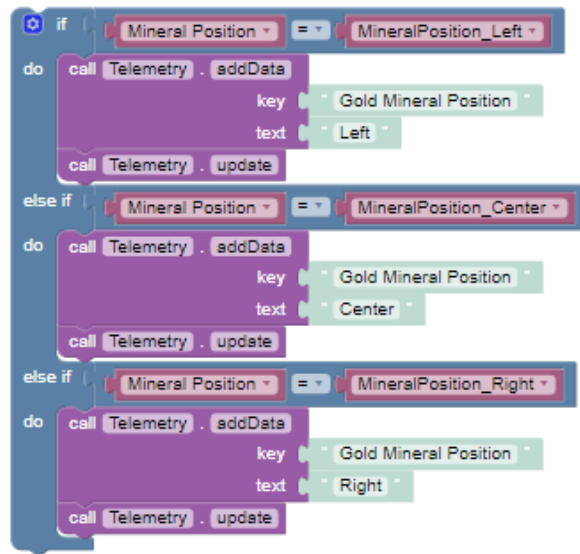 if Mineral Position = MineralPosition_Left
do call Telemetry . addData
key " Gold Mineral Position "
text " Left "
call Telemetry . update
else if Mineral Position = MineralPosition_Center
do call Telemetry . addData
key " Gold Mineral Position "
text " Center "
call Telemetry . update
else if Mineral Position = MineralPosition_Right
do call Telemetry . addData
key " Gold Mineral Position "
text " Right "
call Telemetry . update